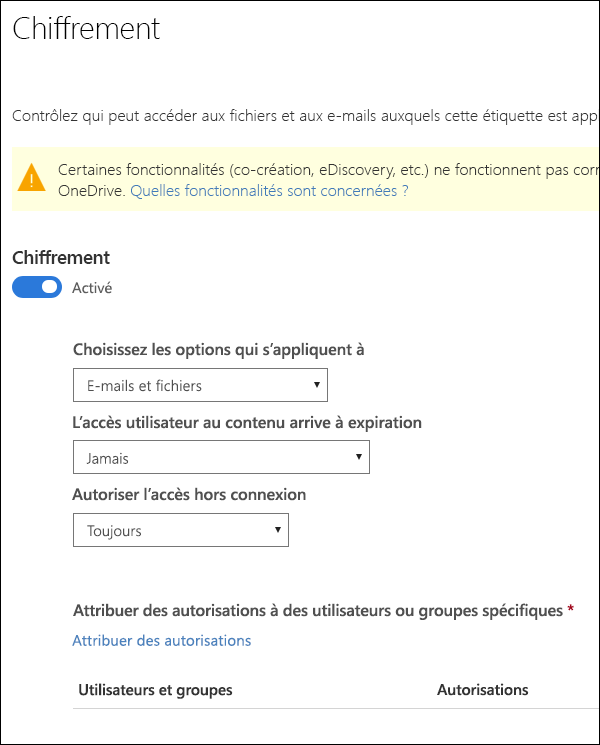 Chiffrement
Contrôlez qui peut accéder aux fichiers et aux e-mails auxquels cette étiquette est app
Certaines fonctionnalités (co-création, eDiscovery, etc.) ne fonctionnent pas corr
OneDrive. Quelles fonctionnalités sont concernées ?
Chiffrement
Activé
Choisissez les options qui s'appliquent à
E-mails et fichiers
L'accès utilisateur au contenu arrive à expiration
Jamais
Autoriser l'accès hors connexion
Toujours
Attribuer des autorisations à des utilisateurs ou groupes spécifiques *
Attribuer des autorisations
Utilisateurs et groupes Autorisations